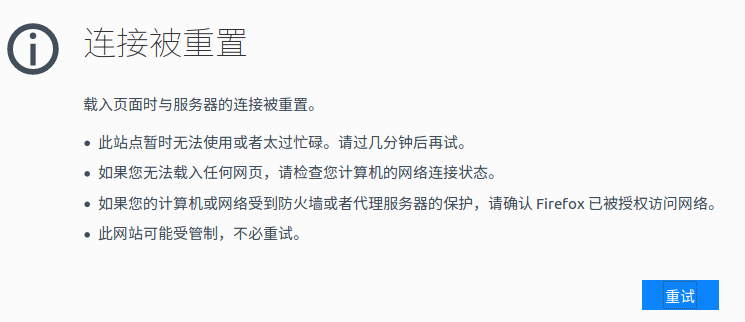 连接被重置
载入页面时与服务器的连接被重置。
• 此站点暂时无法使用或者太过忙碌。请过几分钟后再试。
• 如果您无法载入任何网页，请检查您计算机的网络连接状态。
• 如果您的计算机或网络受到防火墙或者代理服务器的保护，请确认 Firefox 已被授权访问网络。
• 此网站可能受管制，不必重试。
重试